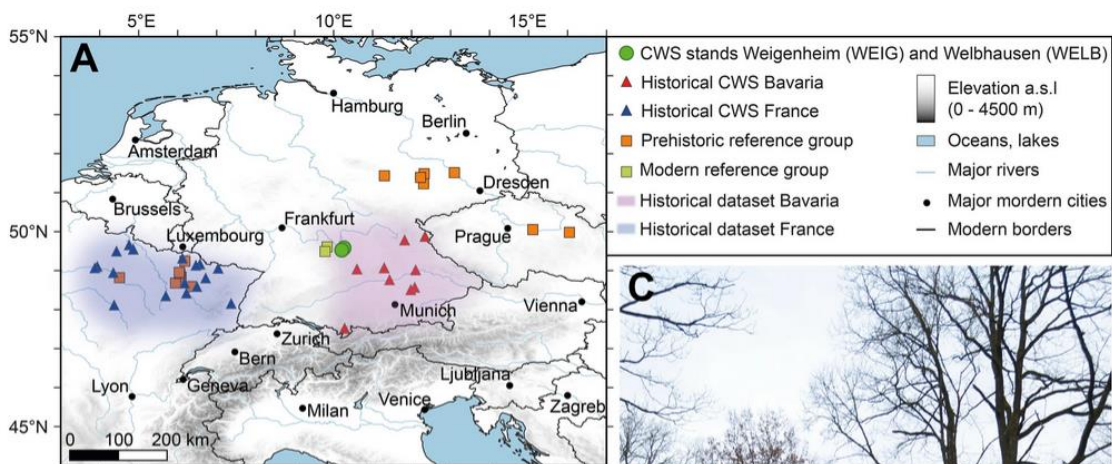 5°E 10°E 15°E
55°N
A
50°N
45°N
Hamburg
Berlin
Amsterdam
Dresden
Brussels
Frankfurt
Luxembourg
Prague
Munich
Vienna
Zurich
Bern
Ljubljana
Lyon
Geneva
Milan
Venice
Zagreb
0 100 200 km
CWS stands Weigenheim (WEIG) and Welbhausen (WELB)
Historical CWS Bavaria
Historical CWS France
Prehistoric reference group
Modern reference group
Historical dataset Bavaria
Historical dataset France
Elevation a.s.l
(0 - 4500 m)
Oceans, lakes
Major rivers
Major mordern cities
Modern borders
C